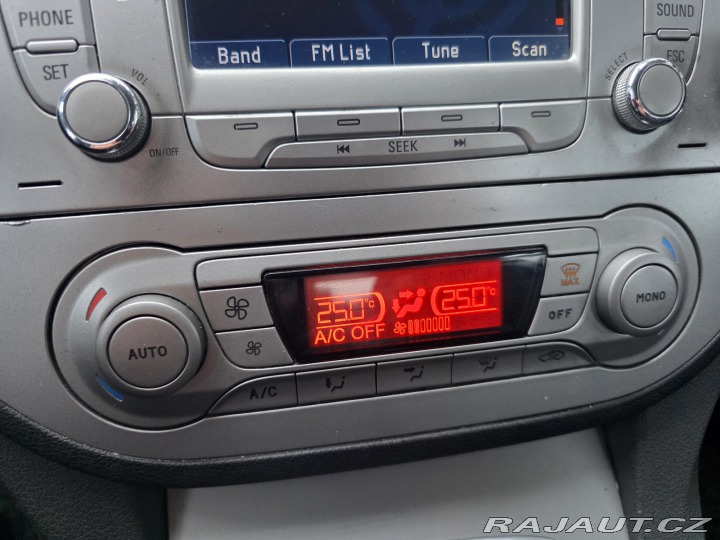 PHONE
SOUND
SET
ESC
Band
FM List
Tune
Scan
VOL
SELECT
ON/OFF
SEEK
MAX
25.0°C
25.0°C
A/C OFF
OFF
AUTO
MONO
A/C
RAJAUT.CZ